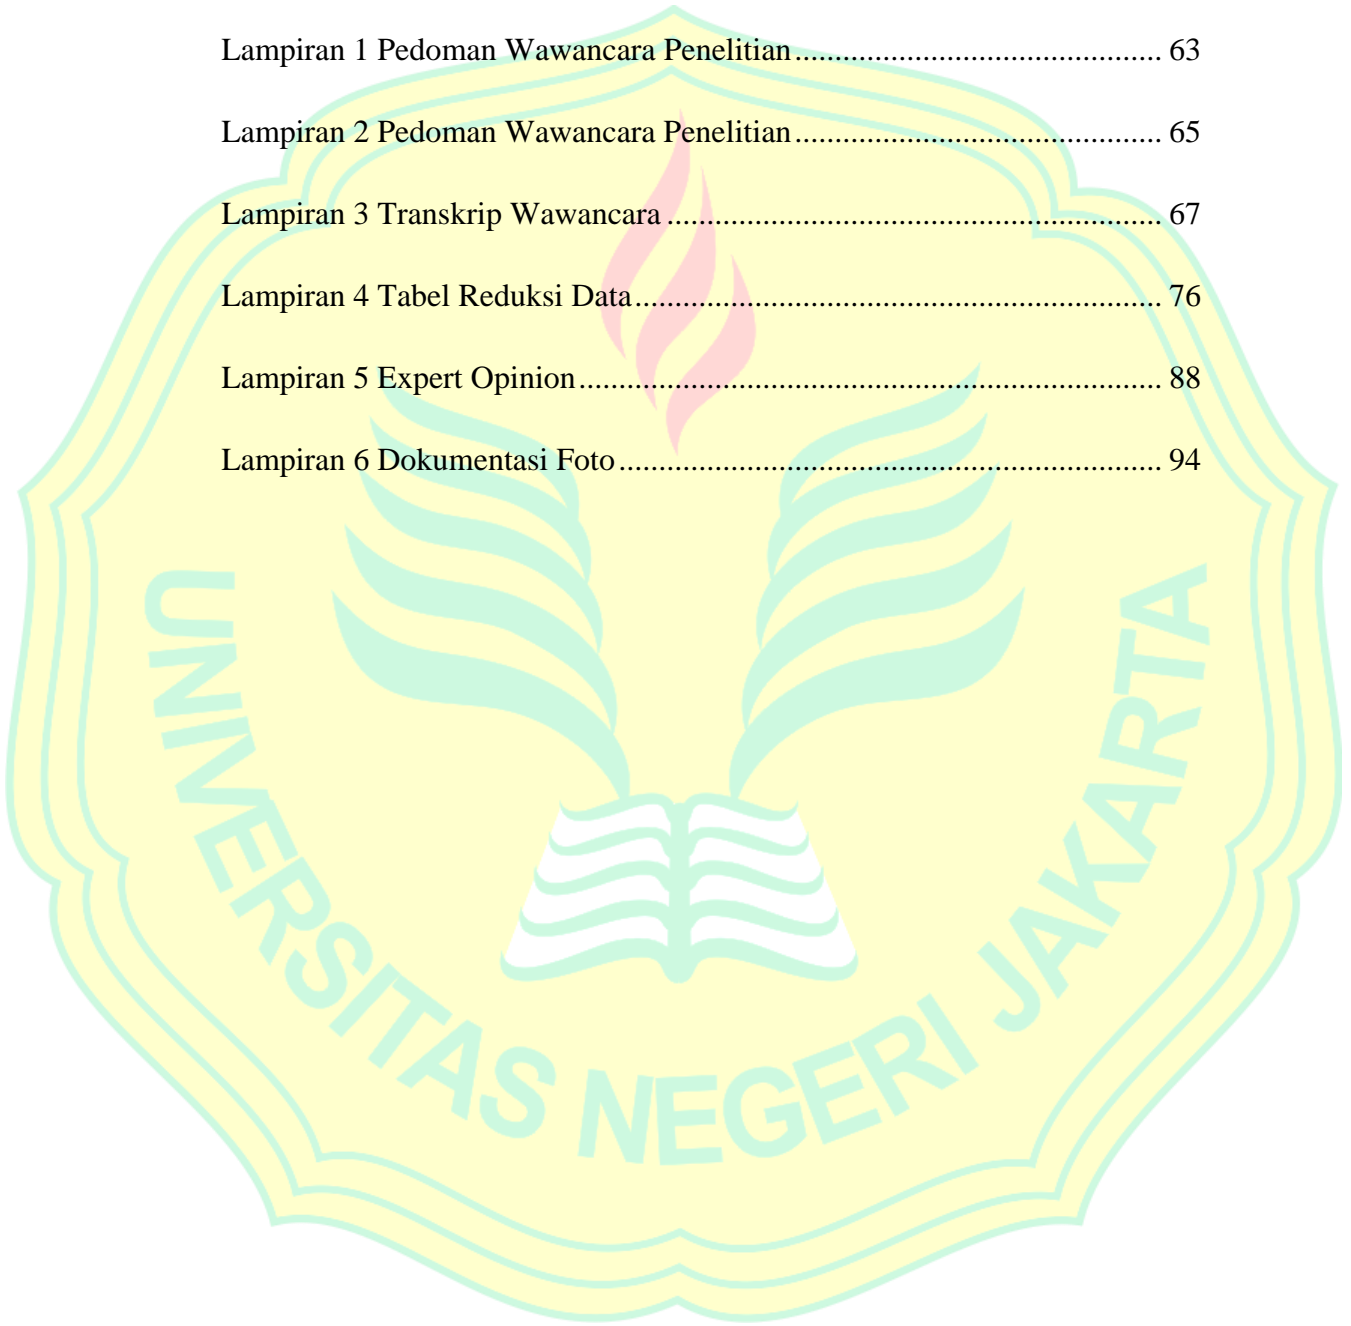 Lampiran 1 Pedoman Wawancara Penelitian.............................................. 63
Lampiran 2 Pedoman Wawancara Penelitian.............................................. 65
Lampiran 3 Transkrip Wawancara .............................................................. 67
Lampiran 4 Tabel Reduksi Data.................................................................. 76
Lampiran 5 Expert Opinion......................................................................... 88
Lampiran 6 Dokumentasi Foto.................................................................... 94
UNIVERSITAS NEGERI JAKARTA